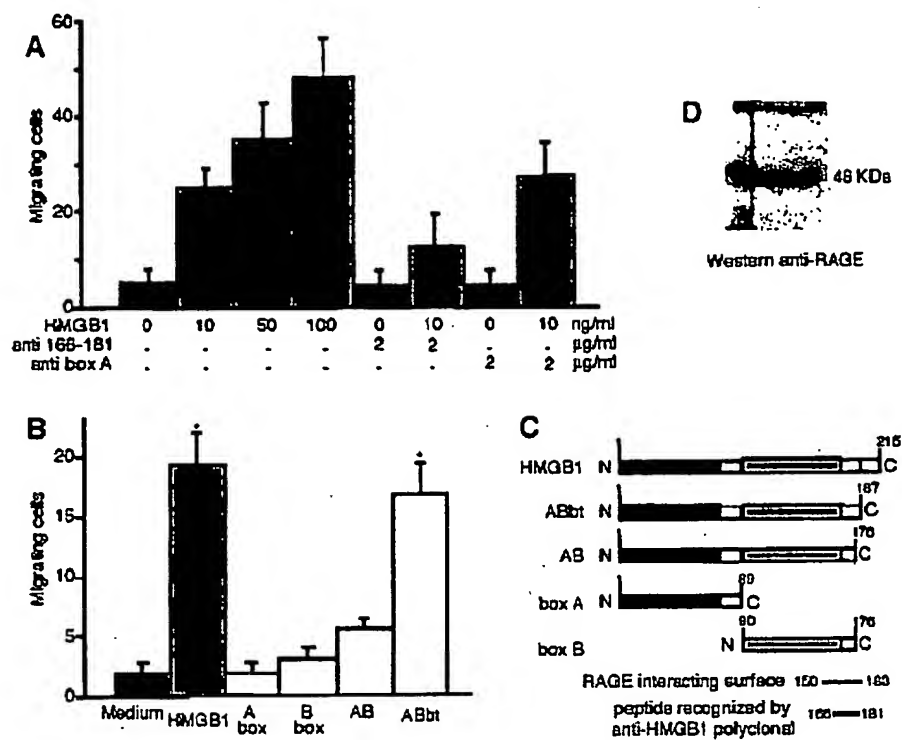 A
60
40
20
0
Migrating cells
HMGB1 0 10 50 100 0 10 0 10 ng/ml
anti 166-181 - - - - 2 2 - - µg/ml
anti box A - - - - - - 2 2 µg/ml
D
48 KDa
Western anti-RAGE
B
20
15
10
5
0
Migrating cells
* *
Medium HMGB1 A box B box AB ABbt
C
HMGB1 N 215 C
ABbt N 187 C
AB N 176 C
box A N 89 C
box B 90 N 176 C
RAGE interacting surface 150 183
peptide recognized by
anti-HMGB1 polyclonal 166 181